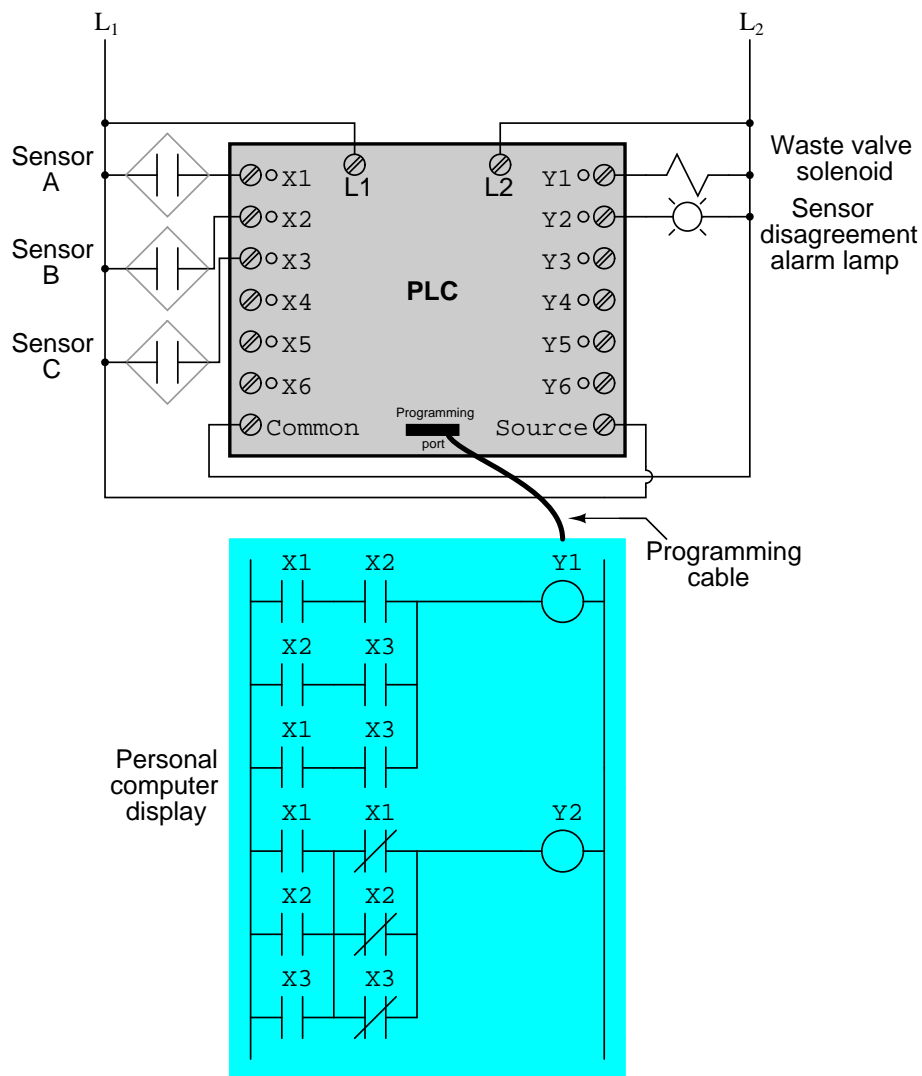 L1
L2
Sensor
A
Sensor
B
Sensor
C
X1
X2
X3
X4
X5
X6
Common
L1
L2
PLC
Programming
port
Y1
Y2
Y3
Y4
Y5
Y6
Source
Waste valve
solenoid
Sensor
disagreement
alarm lamp
Programming
cable
Personal
computer
display
X1 X2 Y1
X2 X3
X1 X3
X1 X1 Y2
X2 X2
X3 X3